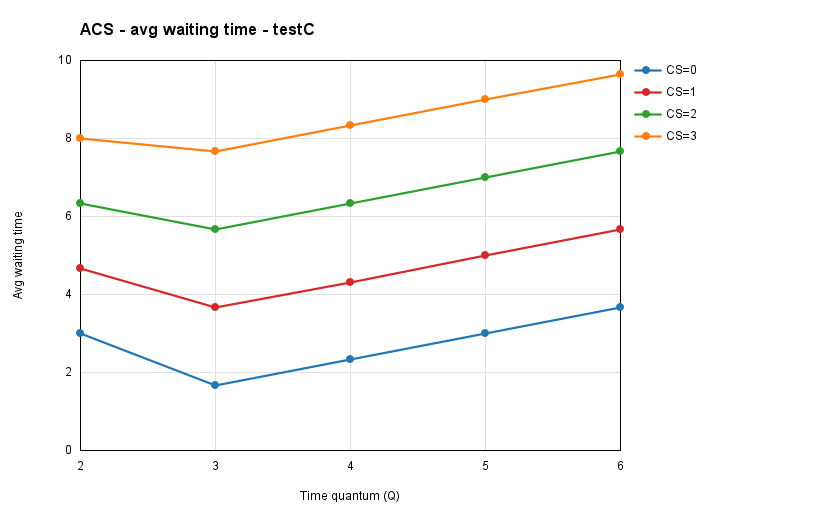 ACS - avg waiting time - testC
10
8
6
4
2
0
2 3 4 5 6
Avg waiting time
Time quantum (Q)
CS=0
CS=1
CS=2
CS=3